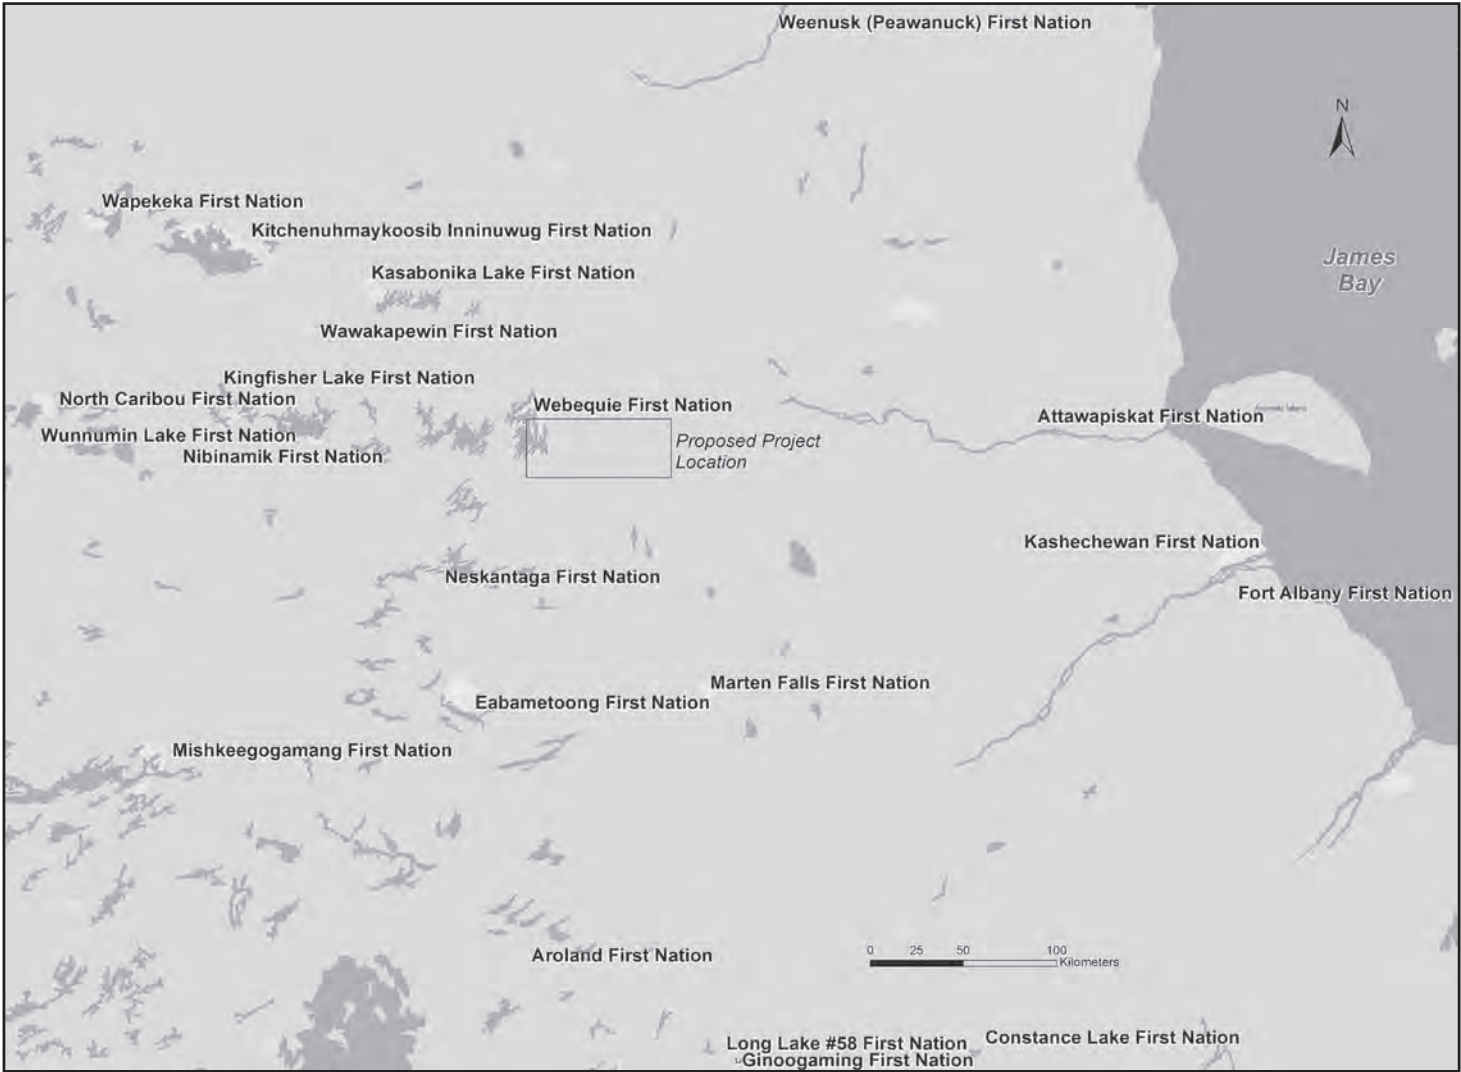 Weenusk (Peawanuck) First Nation
N
Wapekeka First Nation
Kitchenuhmaykoosib Inninuwug First Nation
James
Bay
Kasabonika Lake First Nation
Wawakapewin First Nation
Kingfisher Lake First Nation
North Caribou First Nation
Webequie First Nation
Attawapiskat First Nation
Wunnumin Lake First Nation
Proposed Project
Location
Nibinamik First Nation
Kashechewan First Nation
Neskantaga First Nation
Fort Albany First Nation
Marten Falls First Nation
Eabametoong First Nation
Mishkeegogamang First Nation
Aroland First Nation
0 25 50 100
Kilometers
Long Lake #58 First Nation
Constance Lake First Nation
Ginoogaming First Nation